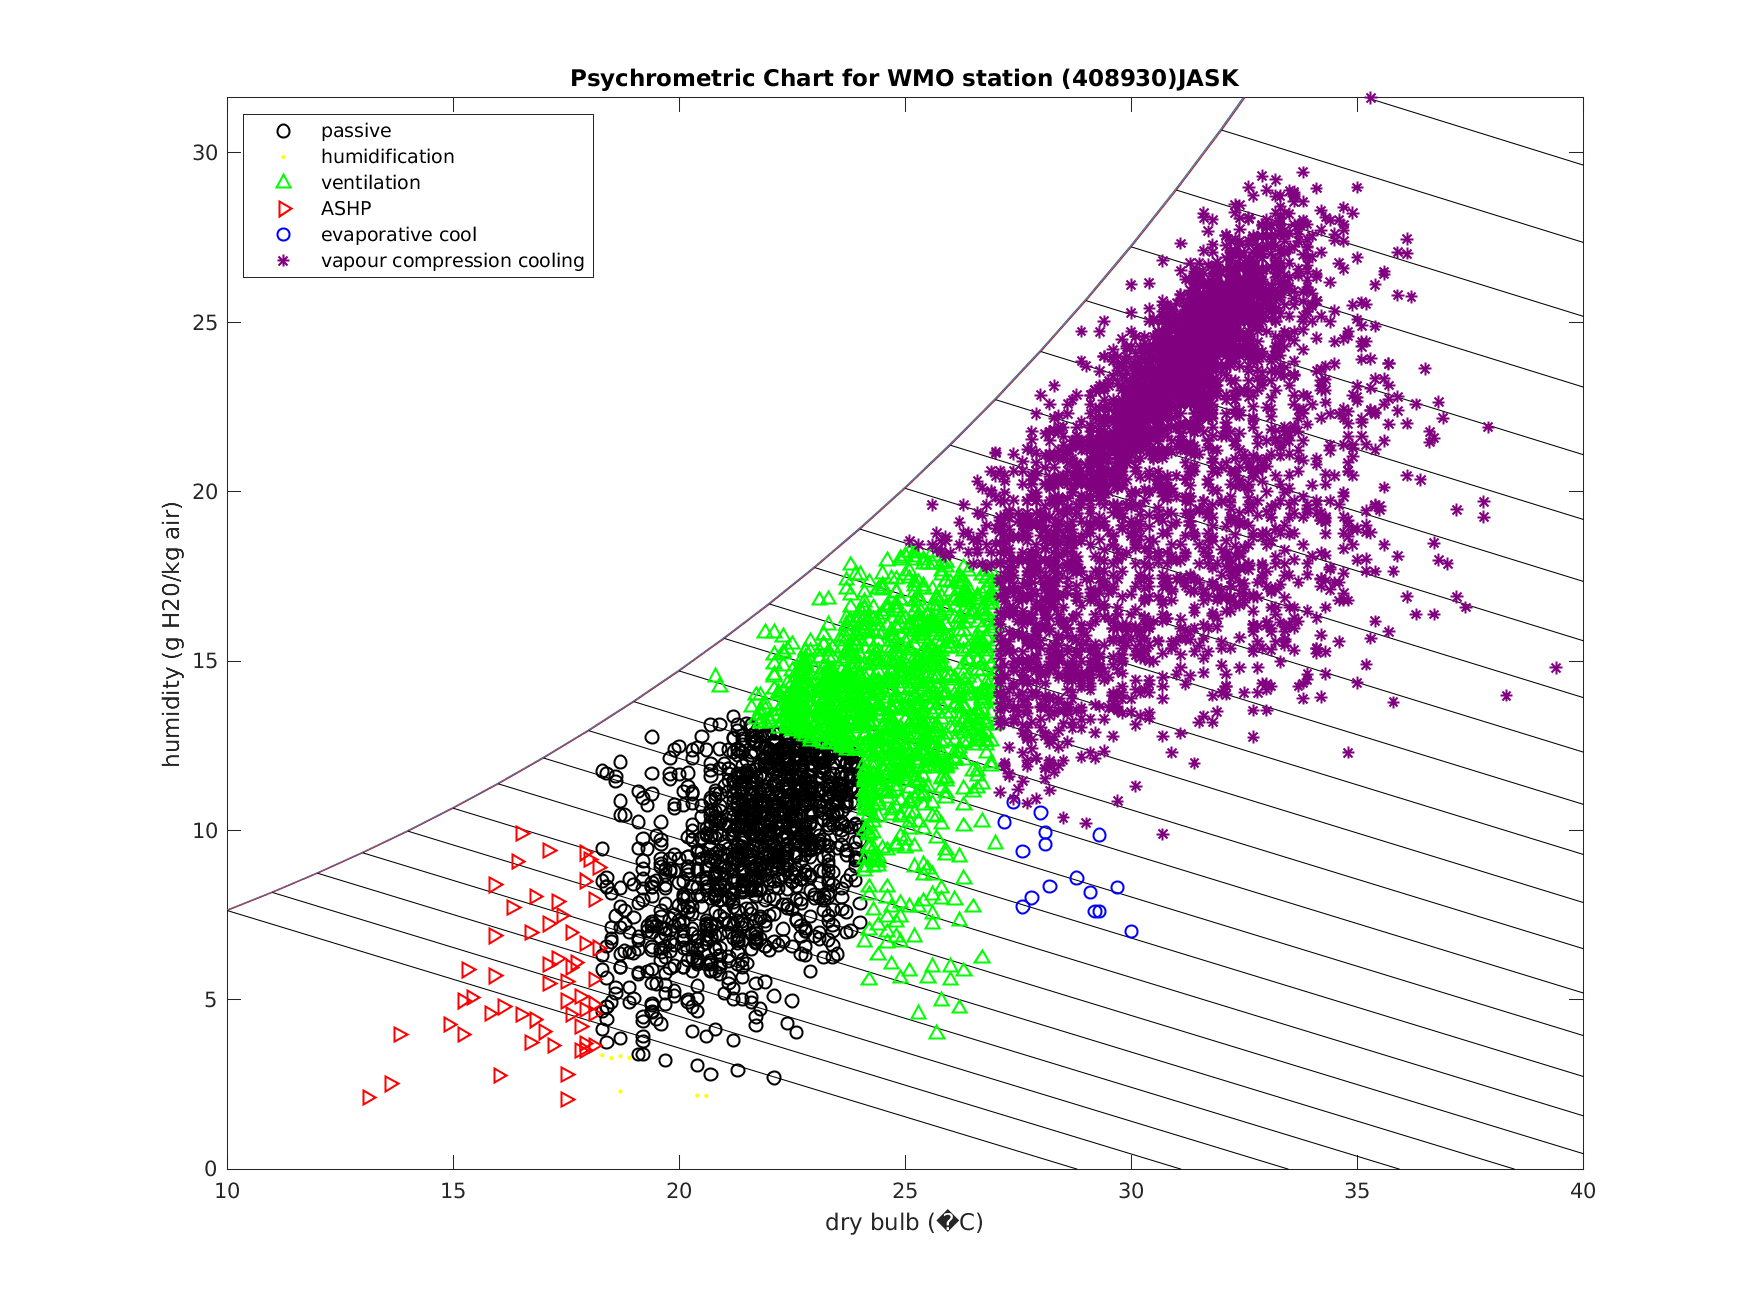 Psychrometric Chart for WMO station (408930)JASK
passive
humidification
ventilation
ASHP
evaporative cool
vapour compression cooling
humidity (g H20/kg air)
30
25
20
15
10
5
0
10 15 20 25 30 35 40
dry bulb (�C)